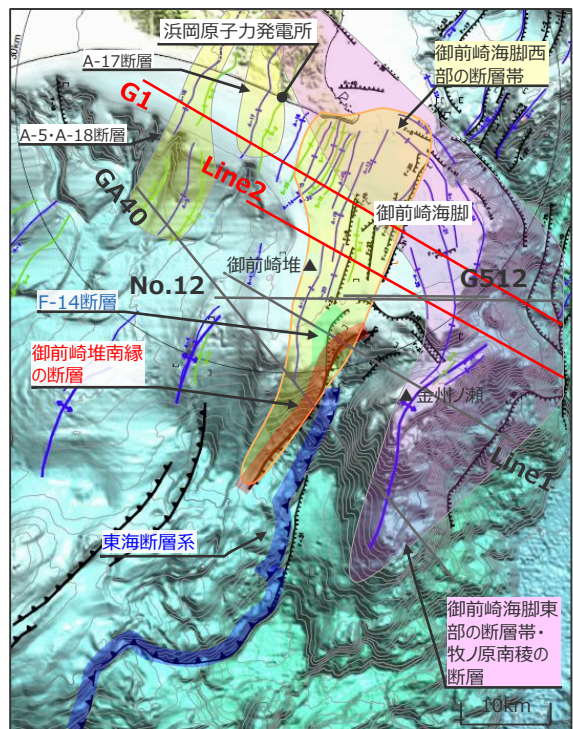 浜岡原子力発電所
A-17断層
御前崎海脚西
部の断層帯
G1
A-5・A-18断層
Line2
GA40
御前崎海脚
御前崎堆
No.12
G512
F-14断層
御前崎堆南縁
の断層
金州ノ瀬
Line1
東海断層系
御前崎海脚東
部の断層帯・
牧ノ原南稜の
断層
10km